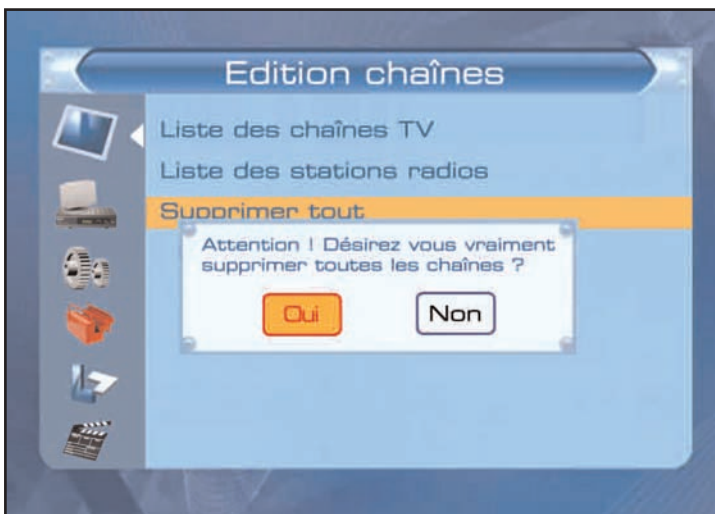 Edition chaînes
Liste des chaînes TV
Liste des stations radios
Supprimer tout
Attention ! Désirez vous vraiment
supprimer toutes les chaînes ?
Oui
Non